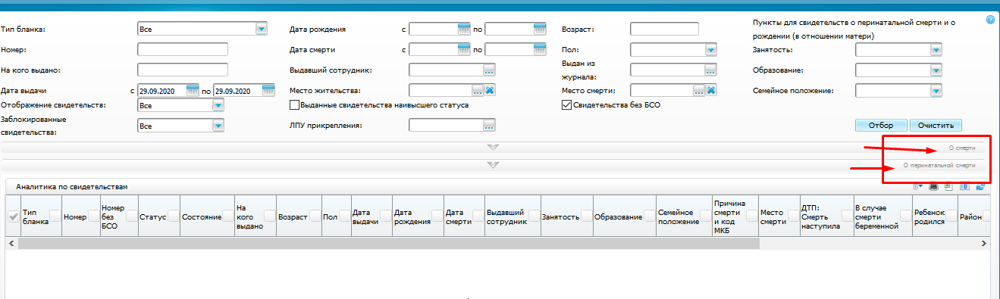 Тип бланка: Все Дата рождения с по Возраст: Пункты для свидетельств о перинатальной смерти и о
рождении (в отношении матери)
Номер: Дата смерти с по Пол: Занятость:
На кого выдано: Выдавший сотрудник: ... Выдан из
журнала: ... Образование:
Дата выдачи с 29.09.2020 по 29.09.2020 Место жительства: ... Место смерти: ... Семейное положение:
Отображение свидетельств: Все Выданные свидетельства наивысшего статуса Свидетельства без БСО
Заблокированные
свидетельства: Все ЛПУ прикрепления: ... Отбор Очистить
О смерти
О перинатальной смерти
Аналитика по свидетельствам
Тип
бланка
Номер
Номер
без
БСО
Статус
Состояние
На
кого
выдано
Возраст
Пол
Дата
выдачи
Дата
рождения
Дата
смерти
Выдавший
сотрудник
Занятость
Образование
Семейное
положение
Причина
смерти
и код
МКБ
Место
смерти
ДТП:
Смерть
наступила
В случае
смерти
беременной
Ребенок
родился
Район